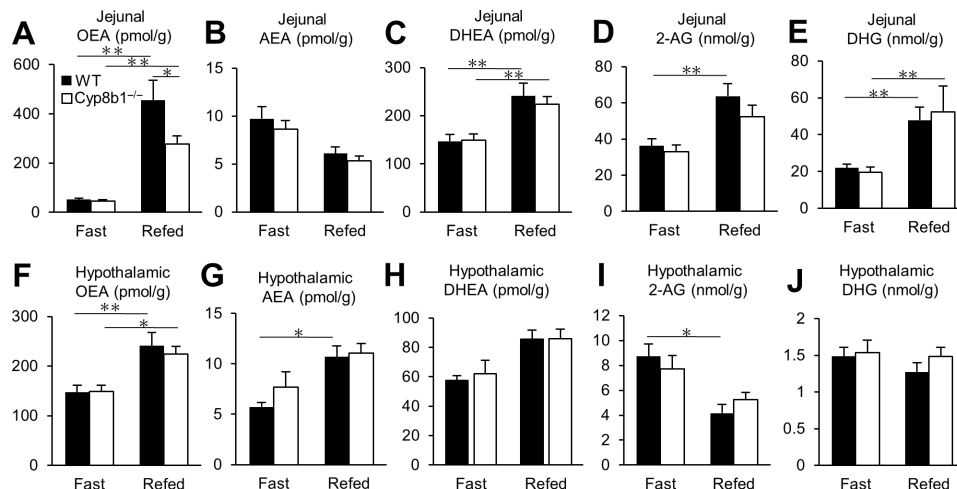 A
Jejunal
OEA (pmol/g)
**
**
*
WT
Cyp8b1–/–
600
400
200
0
Fast Refed
B
Jejunal
AEA (pmol/g)
15
10
5
0
Fast Refed
C
Jejunal
DHEA (pmol/g)
**
**
300
200
100
0
Fast Refed
D
Jejunal
2-AG (nmol/g)
**
80
60
40
20
0
Fast Refed
E
Jejunal
DHG (nmol/g)
**
**
80
60
40
20
0
Fast Refed
F
Hypothalamic
OEA (pmol/g)
**
*
300
200
100
0
Fast Refed
G
Hypothalamic
AEA (pmol/g)
*
15
10
5
0
Fast Refed
H
Hypothalamic
DHEA (pmol/g)
100
80
60
40
20
0
Fast Refed
I
Hypothalamic
2-AG (nmol/g)
*
12
10
8
6
4
2
0
Fast Refed
J
Hypothalamic
DHG (nmol/g)
2
1.5
1
0.5
0
Fast Refed